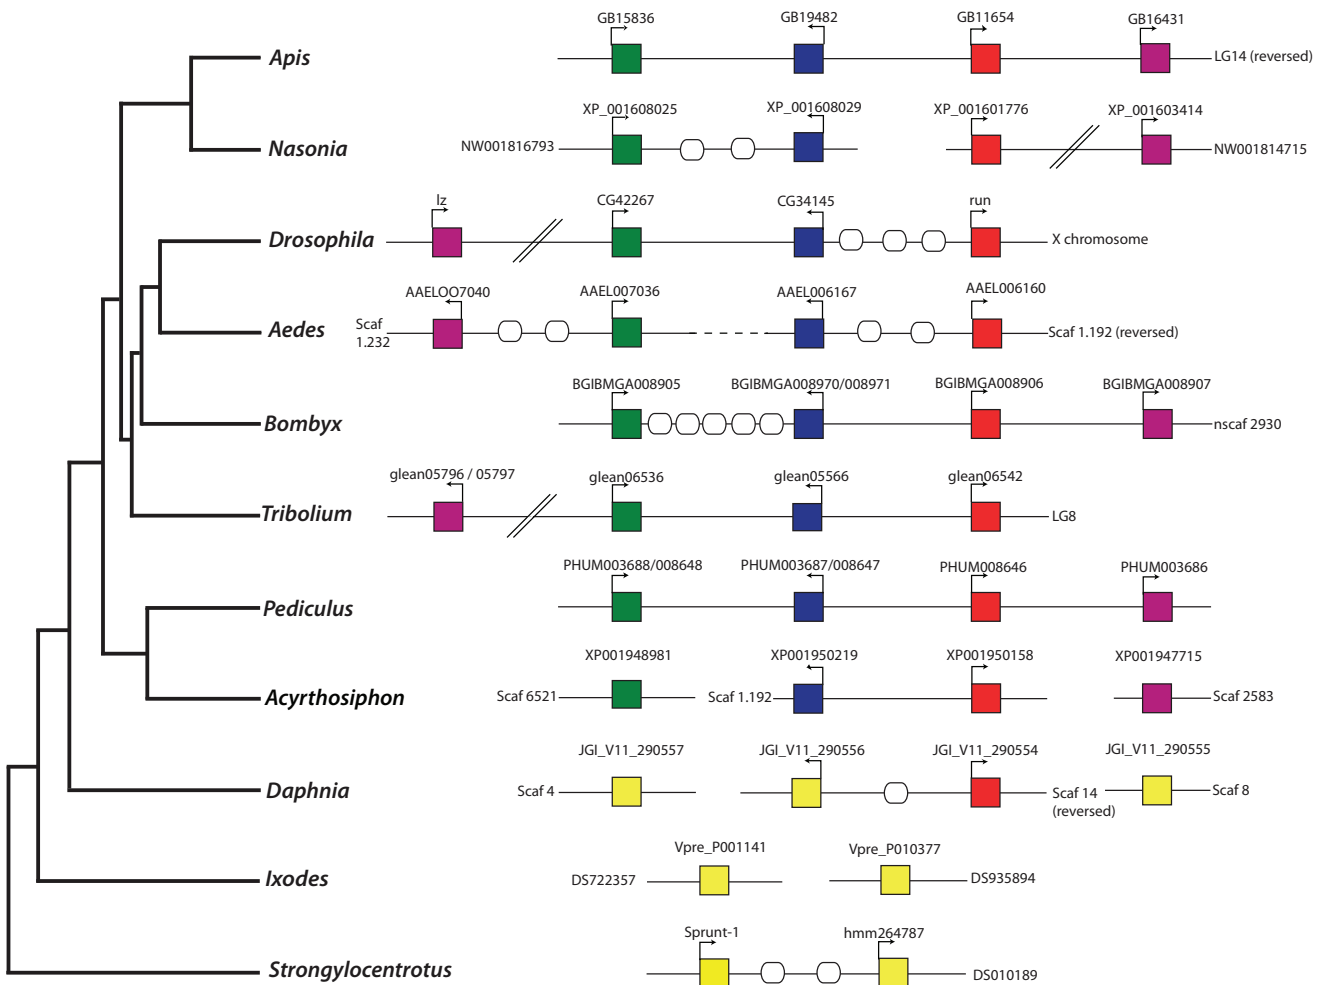 GB15836 GB19482 GB11654 GB16431
Apis LG14 (reversed)
XP_001608025 XP_001608029 XP_001601776 XP_001603414
Nasonia NW001816793 NW001814715
lz CG42267 CG34145 run
Drosophila X chromosome
AAELOO7040 AAEL007036 AAEL006167 AAEL006160
Aedes Scaf 1.232 Scaf 1.192 (reversed)
BGIBMGA008905 BGIBMGA008970/008971 BGIBMGA008906 BGIBMGA008907
Bombyx nscaf 2930
glean05796 / 05797 glean06536 glean05566 glean06542
Tribolium LG8
PHUM003688/008648 PHUM003687/008647 PHUM008646 PHUM003686
Pediculus
XP001948981 XP001950219 XP001950158 XP001947715
Acyrthosiphon Scaf 6521 Scaf 1.192 Scaf 2583
JGI_V11_290557 JGI_V11_290556 JGI_V11_290554 JGI_V11_290555
Daphnia Scaf 4 Scaf 14 (reversed) Scaf 8
Vpre_P001141 Vpre_P010377
Ixodes DS722357 DS935894
Sprunt-1 hmm264787
Strongylocentrotus DS010189